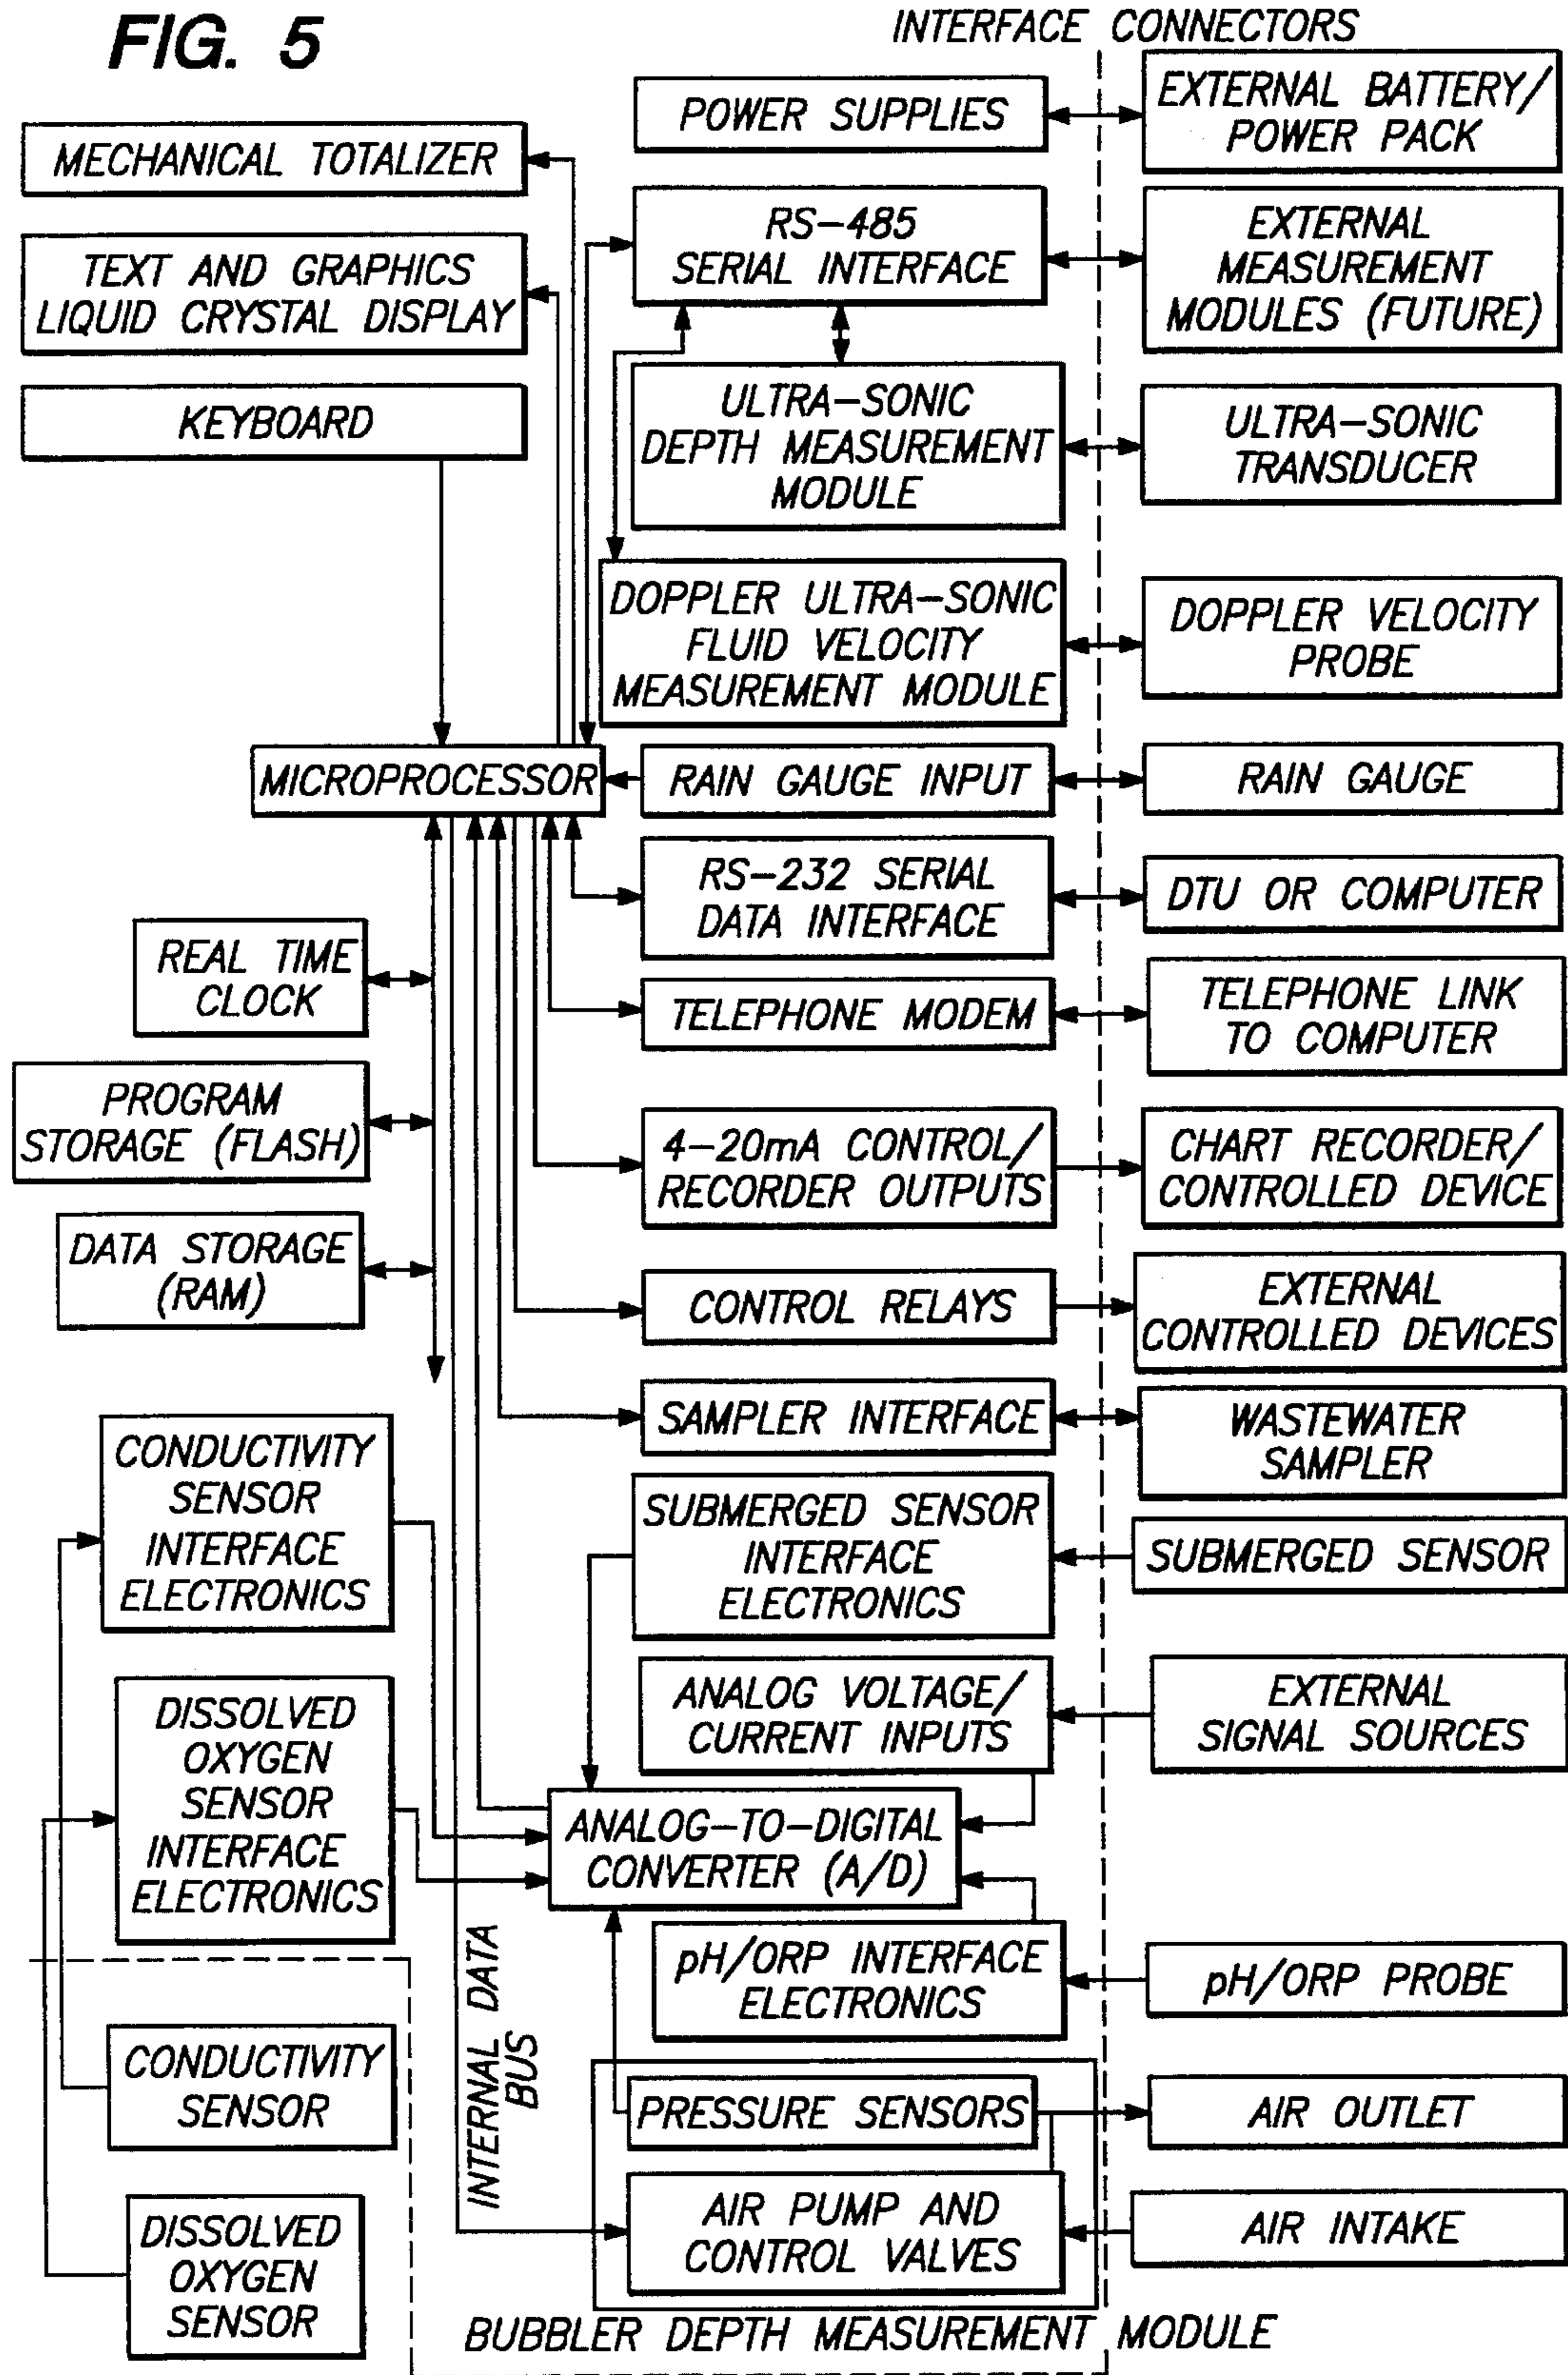 FIG. 5
INTERFACE CONNECTORS
POWER SUPPLIES
EXTERNAL BATTERY/
POWER PACK
MECHANICAL TOTALIZER
RS-485
SERIAL INTERFACE
EXTERNAL
MEASUREMENT
MODULES (FUTURE)
TEXT AND GRAPHICS
LIQUID CRYSTAL DISPLAY
KEYBOARD
ULTRA-SONIC
DEPTH MEASUREMENT
MODULE
ULTRA-SONIC
TRANSDUCER
DOPPLER ULTRA-SONIC
FLUID VELOCITY
MEASUREMENT MODULE
DOPPLER VELOCITY
PROBE
MICROPROCESSOR
RAIN GAUGE INPUT
RAIN GAUGE
RS-232 SERIAL
DATA INTERFACE
DTU OR COMPUTER
REAL TIME
CLOCK
TELEPHONE MODEM
TELEPHONE LINK
TO COMPUTER
PROGRAM
STORAGE (FLASH)
4-20mA CONTROL/
RECORDER OUTPUTS
CHART RECORDER/
CONTROLLED DEVICE
DATA STORAGE
(RAM)
CONTROL RELAYS
EXTERNAL
CONTROLLED DEVICES
SAMPLER INTERFACE
WASTEWATER
SAMPLER
CONDUCTIVITY
SENSOR
INTERFACE
ELECTRONICS
SUBMERGED SENSOR
INTERFACE
ELECTRONICS
SUBMERGED SENSOR
DISSOLVED
OXYGEN
SENSOR
INTERFACE
ELECTRONICS
ANALOG VOLTAGE/
CURRENT INPUTS
EXTERNAL
SIGNAL SOURCES
ANALOG-TO-DIGITAL
CONVERTER (A/D)
INTERNAL DATA
BUS
pH/ORP INTERFACE
ELECTRONICS
pH/ORP PROBE
CONDUCTIVITY
SENSOR
PRESSURE SENSORS
AIR OUTLET
DISSOLVED
OXYGEN
SENSOR
AIR PUMP AND
CONTROL VALVES
AIR INTAKE
BUBBLER DEPTH MEASUREMENT MODULE